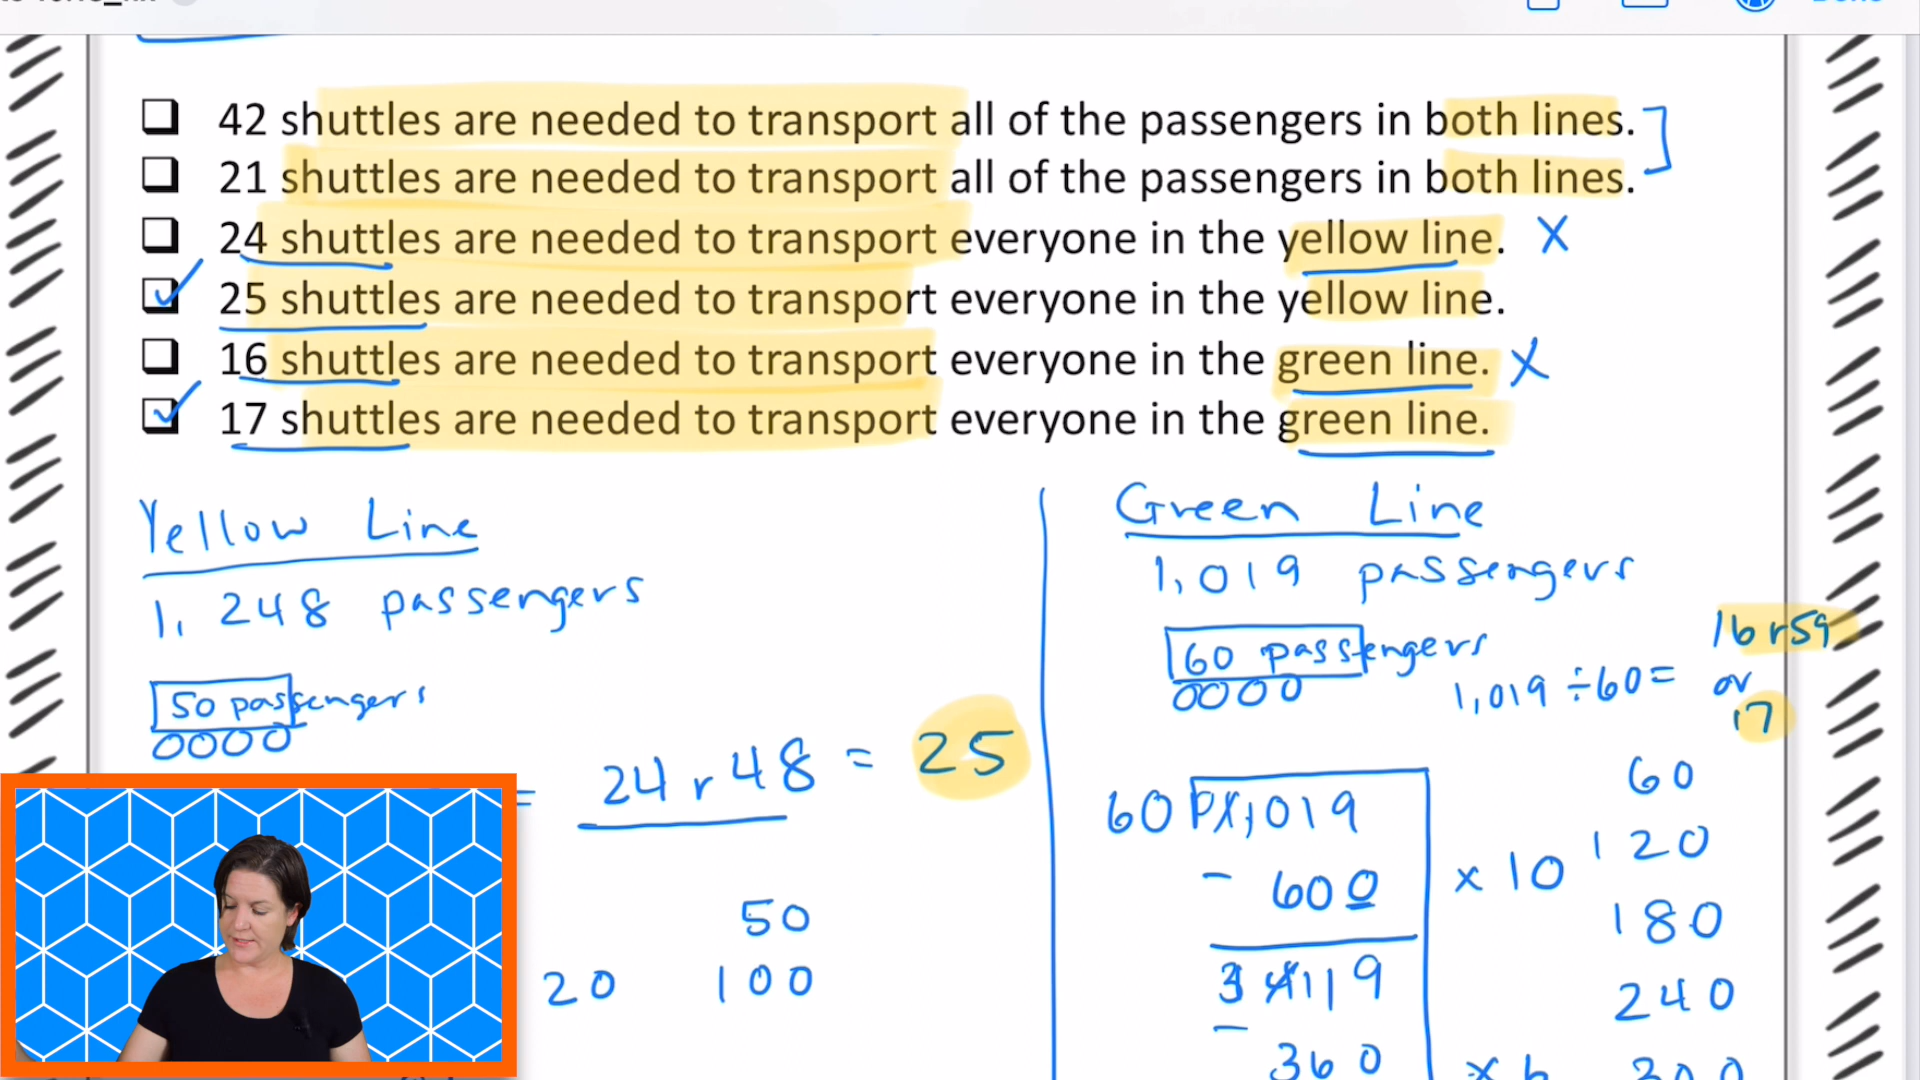 42 shuttles are needed to transport all of the passengers in both lines.
21 shuttles are needed to transport all of the passengers in both lines.
24 shuttles are needed to transport everyone in the yellow line. X
25 shuttles are needed to transport everyone in the yellow line.
16 shuttles are needed to transport everyone in the green line. X
17 shuttles are needed to transport everyone in the green line.
Yellow Line
1,248 passengers
50 passengers
= 24 r 48 = 25
50
20 100
Green Line
1,019 passengers
60 passengers
1,019 ÷ 60 = 16 r 59
or
17
60 1,019
- 600 x 10
3 4119
- 360 x 6
60
120
180
240
300